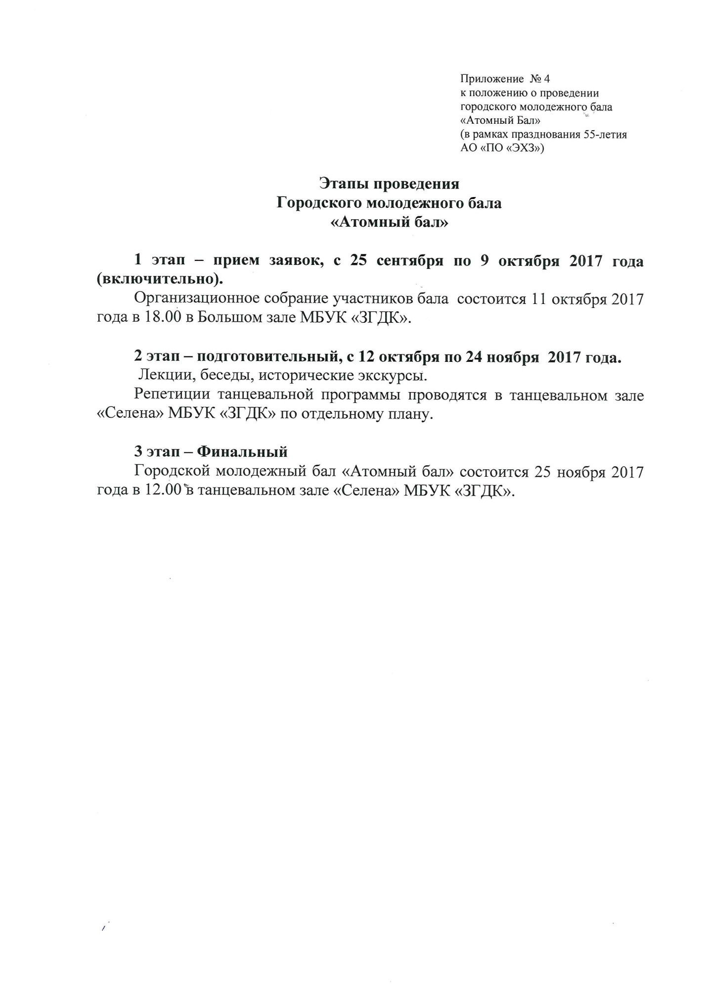 Приложение № 4
к положению о проведении
городского молодежного бала
«Атомный Бал»
(в рамках празднования 55-летия
АО «ПО «ЭХЗ»)
Этапы проведения
Городского молодежного бала
«Атомный бал»
1 этап – прием заявок, с 25 сентября по 9 октября 2017 года
(включительно).
Организационное собрание участников бала состоится 11 октября 2017
года в 18.00 в Большом зале МБУК «ЗГДК».
2 этап – подготовительный, с 12 октября по 24 ноября 2017 года.
Лекции, беседы, исторические экскурсы.
Репетиции танцевальной программы проводятся в танцевальном зале
«Селена» МБУК «ЗГДК» по отдельному плану.
3 этап – Финальный
Городской молодежный бал «Атомный бал» состоится 25 ноября 2017
года в 12.00 в танцевальном зале «Селена» МБУК «ЗГДК».